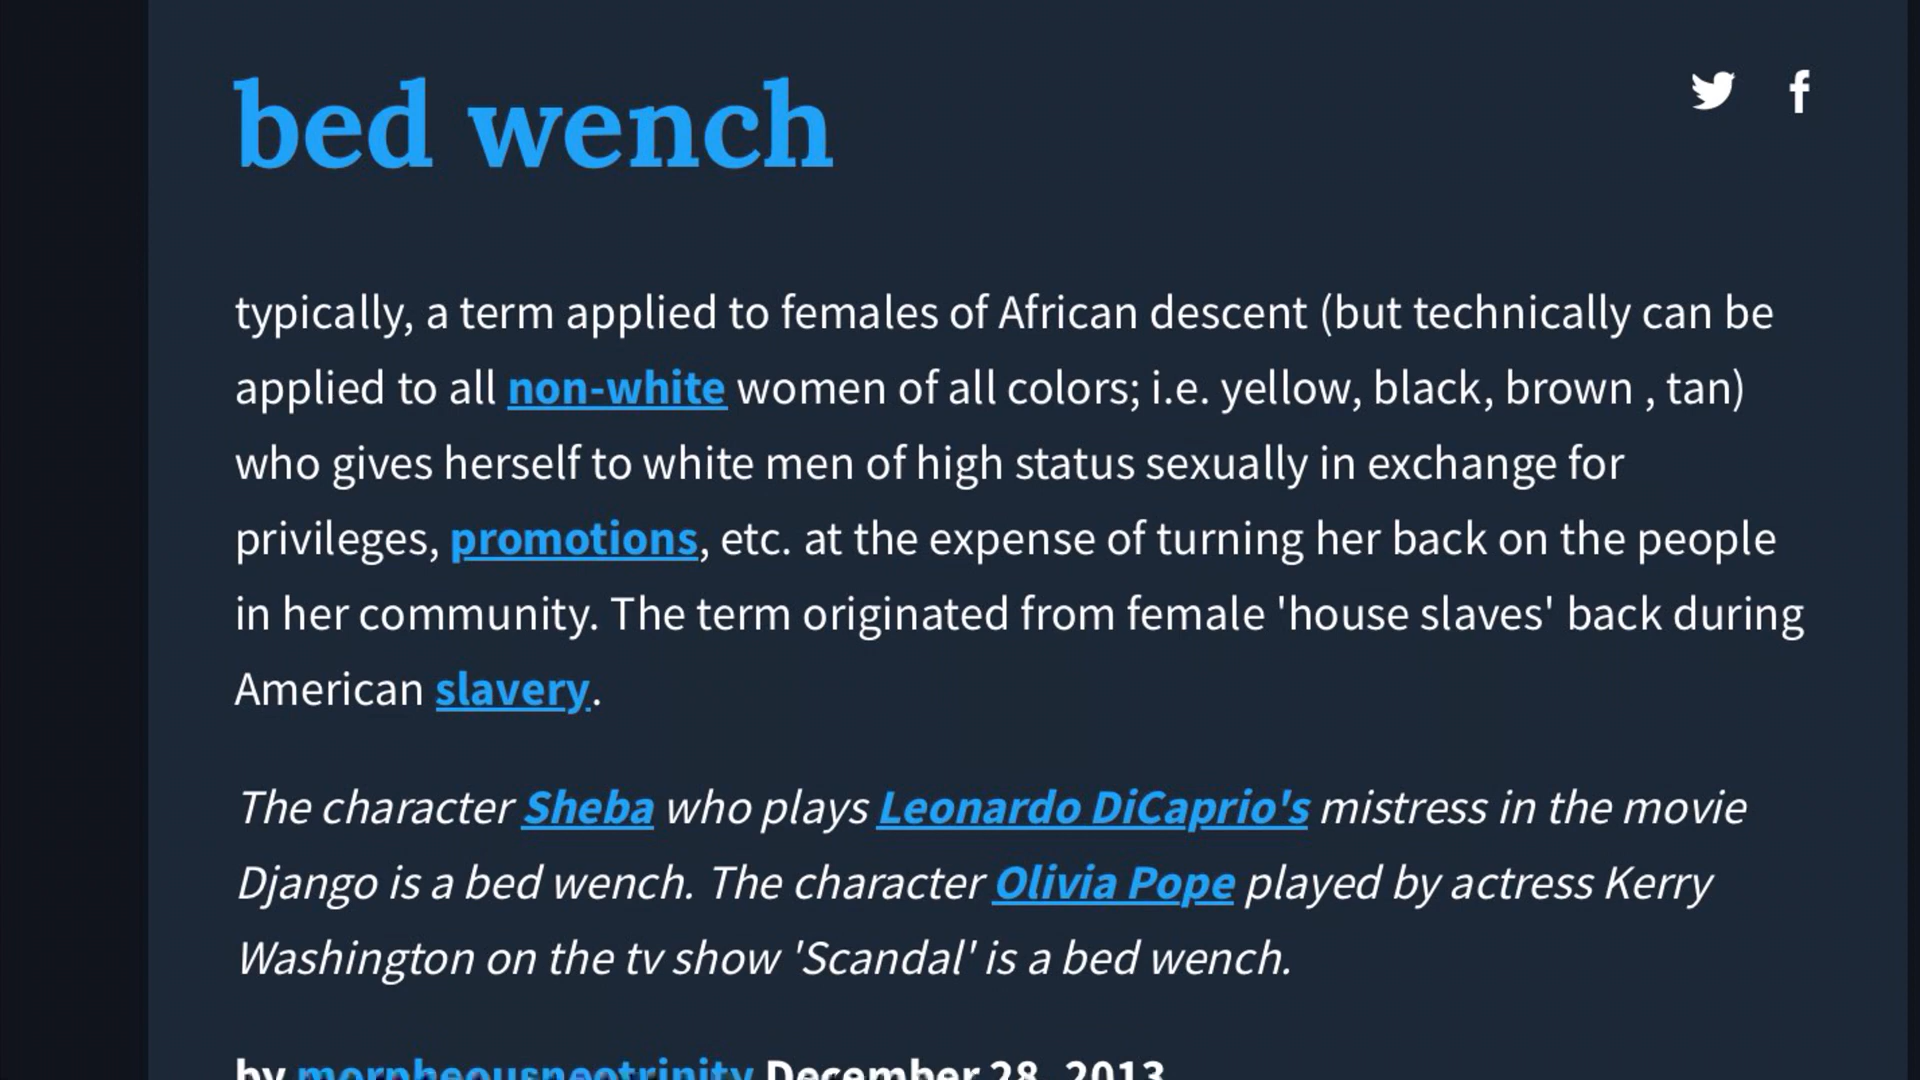 bed wench
typically, a term applied to females of African descent (but technically can be
applied to all non-white women of all colors; i.e. yellow, black, brown , tan)
who gives herself to white men of high status sexually in exchange for
privileges, promotions, etc. at the expense of turning her back on the people
in her community. The term originated from female 'house slaves' back during
American slavery.
The character Sheba who plays Leonardo DiCaprio's mistress in the movie
Django is a bed wench. The character Olivia Pope played by actress Kerry
Washington on the tv show 'Scandal' is a bed wench.
by morpheousneotrinity December 28, 2013